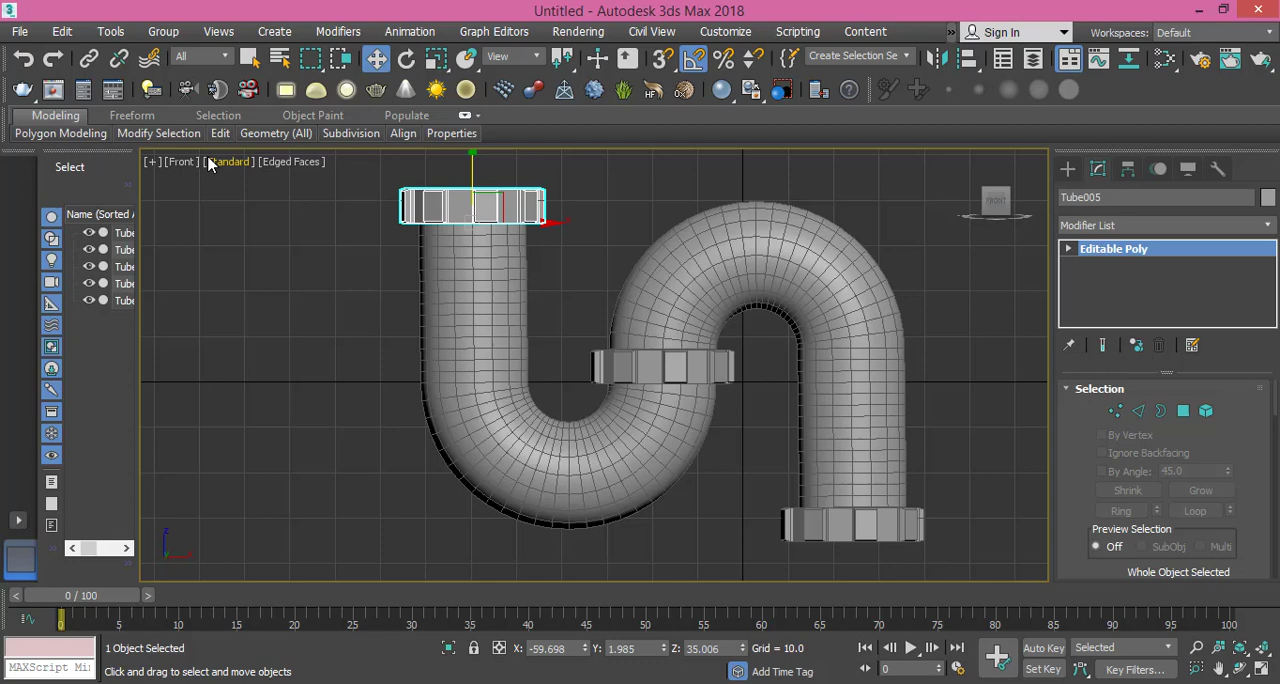 Untitled - Autodesk 3ds Max 2018
File Edit Tools Group Views Create Modifiers Animation Graph Editors Rendering Civil View Customize Scripting Content Sign In Workspaces: Default
All View Create Selection Se
Modeling Freeform Selection Object Paint Populate
Polygon Modeling Modify Selection Edit Geometry (All) Subdivision Align Properties
[+] [Front ] [Standard ] [Edged Faces ]
Select
Name (Sorted A
Tube
Tube
Tube
Tube
Tube
FRONT
Tube005
Modifier List
Editable Poly
Selection
By Vertex
Ignore Backfacing
By Angle: 45.0
Shrink Grow
Ring Loop
Preview Selection
Off SubObj Multi
Whole Object Selected
z
x
y
< 0 / 100 >
0 5 10 15 20 25 30 35 40 45 50 55 60 65 70 75 80 85 90 95 100
1 Object Selected X: -59.698 Y: 1.985 Z: 35.006 Grid = 10.0 Auto Key Selected
MAXScript Mi: Click and drag to select and move objects Add Time Tag 0 Set Key Key Filters...